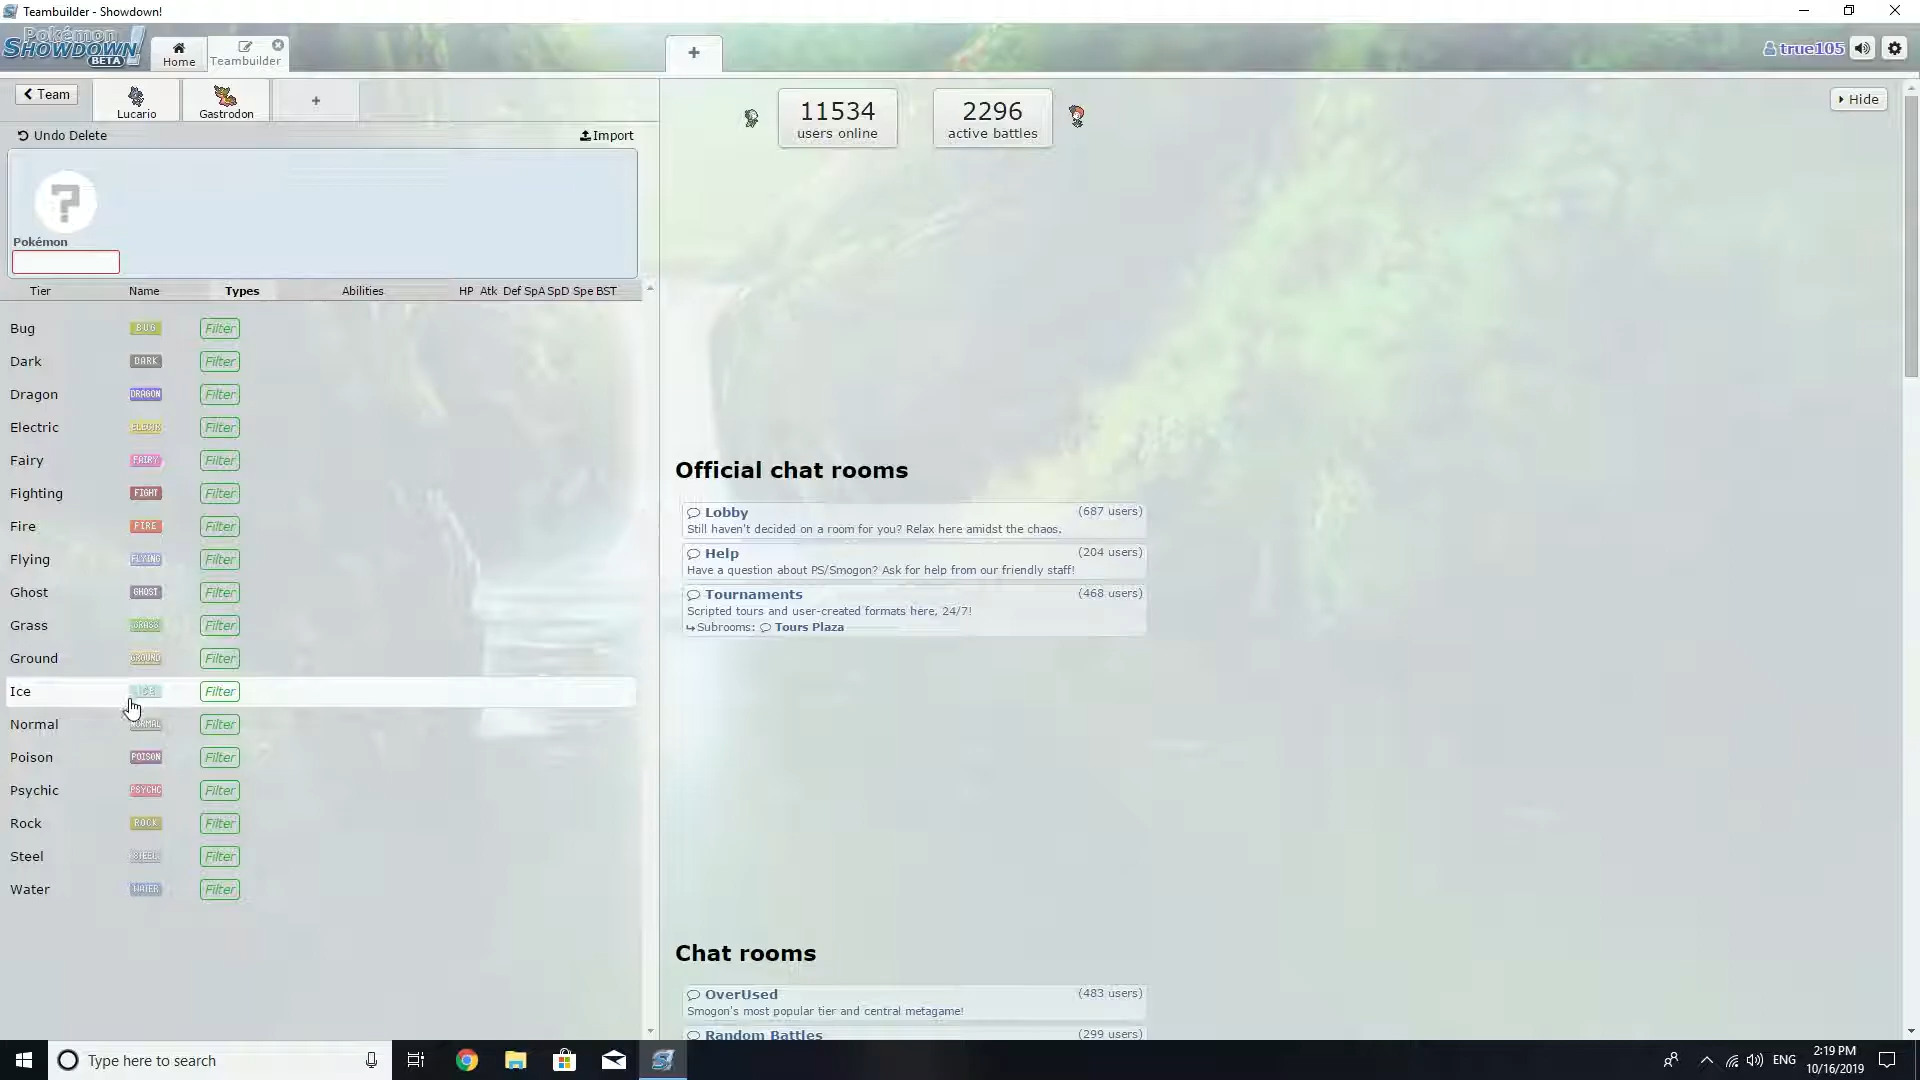 Teambuilder - Showdown!
Pokémon
SHOWDOWN!
BETA
Home
Teambuilder
+
true105
Team
Lucario
Gastrodon
+
11534
users online
2296
active battles
Hide
Undo Delete
Import
?
Pokémon
Tier Name Types Abilities HP Atk Def SpA SpD Spe BST
Bug BUG Filter
Dark DARK Filter
Dragon DRAGON Filter
Electric ELECTR Filter
Fairy FAIRY Filter
Fighting FIGHT Filter
Fire FIRE Filter
Flying FLYING Filter
Ghost GHOST Filter
Grass GRASS Filter
Ground GROUND Filter
Ice ICE Filter
Normal NORMAL Filter
Poison POISON Filter
Psychic PSYCHC Filter
Rock ROCK Filter
Steel STEEL Filter
Water WATER Filter
Official chat rooms
Lobby (687 users)
Still haven't decided on a room for you? Relax here amidst the chaos.
Help (204 users)
Have a question about PS/Smogon? Ask for help from our friendly staff!
Tournaments (468 users)
Scripted tours and user-created formats here, 24/7!
Subrooms: Tours Plaza
Chat rooms
OverUsed (483 users)
Smogon's most popular tier and central metagame!
Random Battles (299 users)
Type here to search
ENG
2:19 PM
10/16/2019